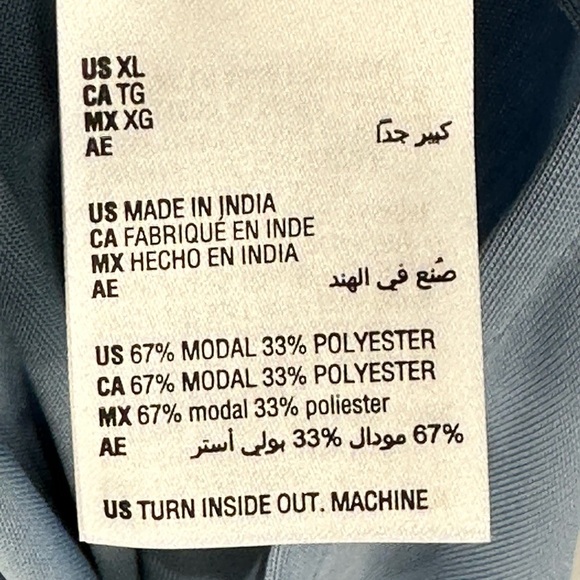 US XL
CA TG
MX XG
AE كبير جداً
US MADE IN INDIA
CA FABRIQUÉ EN INDE
MX HECHO EN INDIA
AE صُنع في الهند
US 67% MODAL 33% POLYESTER
CA 67% MODAL 33% POLYESTER
MX 67% modal 33% poliester
AE 67% مودال 33% بولي أستر
US TURN INSIDE OUT. MACHINE